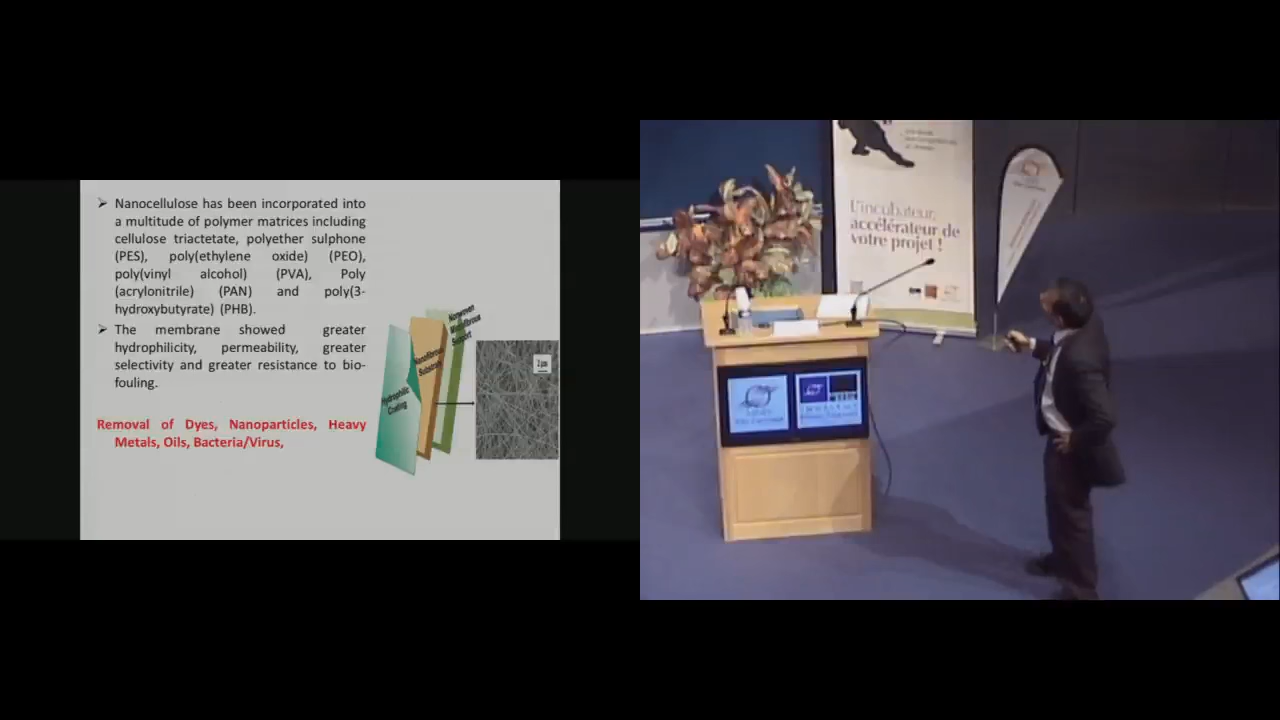 ➢ Nanocellulose has been incorporated into
a multitude of polymer matrices including
cellulose triactetate, polyether sulphone
(PES), poly(ethylene oxide) (PEO),
poly(vinyl alcohol) (PVA), Poly
(acrylonitrile) (PAN) and poly(3-
hydroxybutyrate) (PHB).
➢ The membrane showed greater
hydrophilicity, permeability, greater
selectivity and greater resistance to bio-
fouling.
Removal of Dyes, Nanoparticles, Heavy
Metals, Oils, Bacteria/Virus,
Hydrophilic
Coating
Nanofibrous
Substrate
Nonwoven
Microfibrous
Support
2 µm
L'incubateur,
accélérateur de
votre projet !